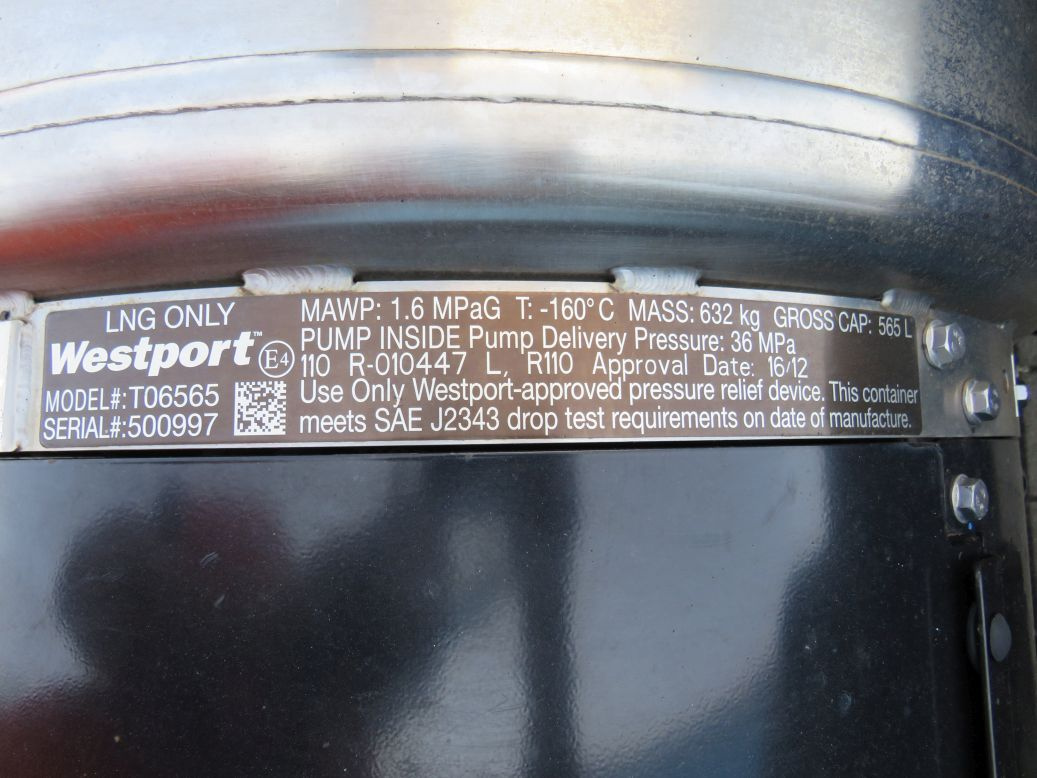 LNG ONLY
Westport™ E4
MODEL#:T06565
SERIAL#:500997
MAWP: 1.6 MPaG T: -160°C MASS: 632 kg GROSS CAP: 565 L
PUMP INSIDE Pump Delivery Pressure: 36 MPa
110 R-010447 L, R110 Approval Date: 16/12
Use Only Westport-approved pressure relief device. This container
meets SAE J2343 drop test requirements on date of manufacture.